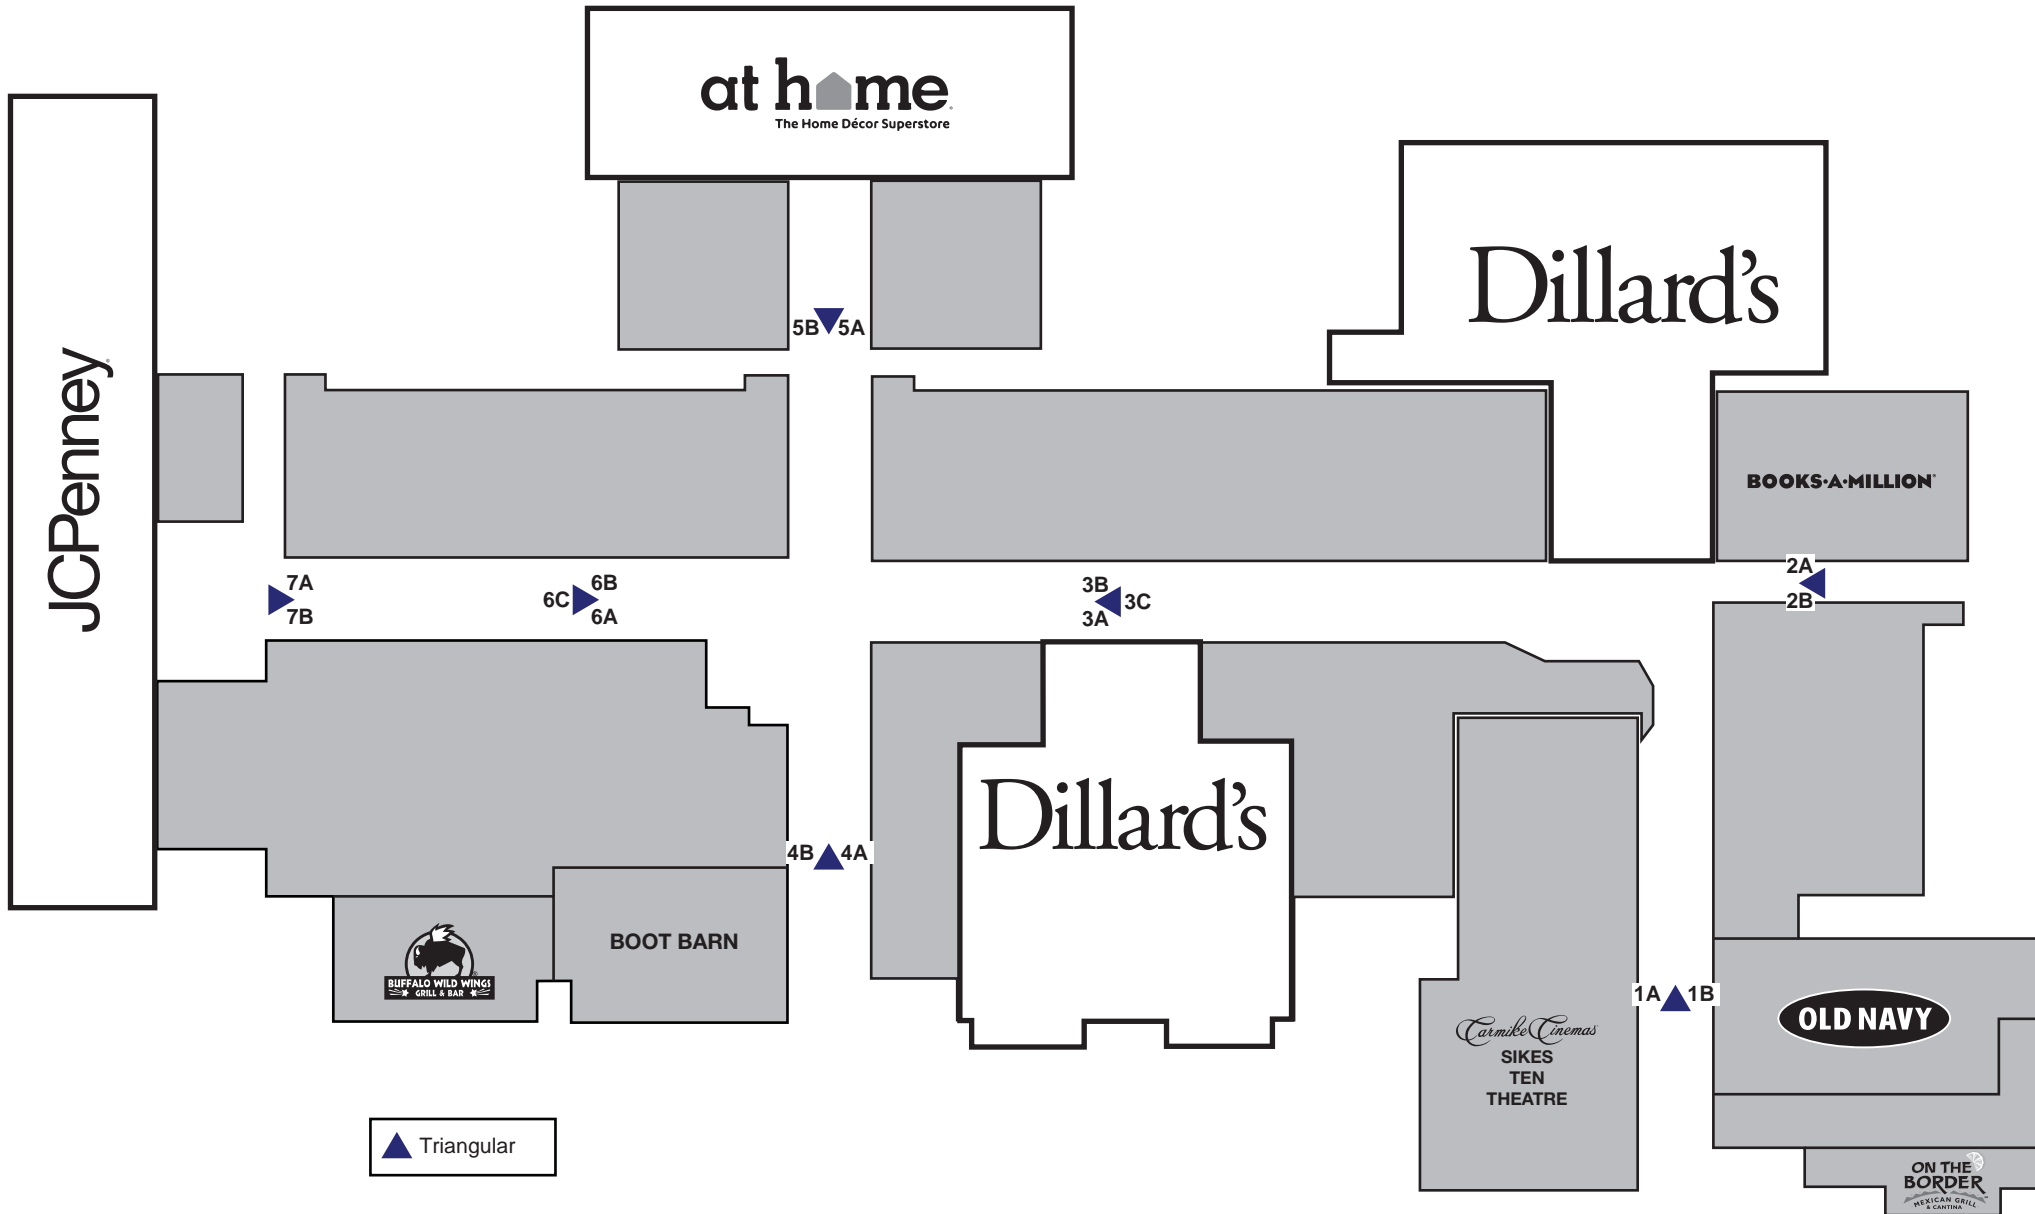 at home
The Home Décor Superstore
JCPenney
Dillard's
5B 5A
BOOKS·A·MILLION
2A
2B
7A
7B
6B
6C
6A
3B
3C
3A
Dillard's
4B 4A
BUFFALO WILD WINGS
GRILL & BAR
BOOT BARN
1A 1B
OLD NAVY
Carmike Cinemas
SIKES
TEN
THEATRE
Triangular
ON THE
BORDER
MEXICAN GRILL
& CANTINA